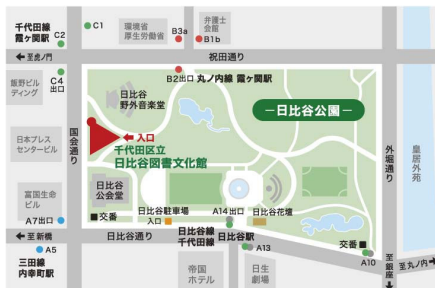 千代田線
霞ヶ関駅
C2
C1
環境省
厚生労働省
B3a
弁護士
会館
B1b
至虎ノ門
祝田通り
飯野ビル
ディング
C4
出口
B2出口 丸ノ内線 霞ヶ関駅
日比谷
野外音楽堂
日比谷公園
国会通り
入口
千代田区立
日比谷図書文化館
日本プレス
センタービル
外堀通り
皇居外苑
富国生命
ビル
日比谷
公会堂
A7出口
交番
日比谷駐車場
入口
A14出口
日比谷花壇
至新橋
日比谷通り
日比谷線
千代田線
日比谷駅
A13
交番
A5
三田線
内幸町駅
A10
至銀座
至丸ノ内
帝国
ホテル
日生
劇場